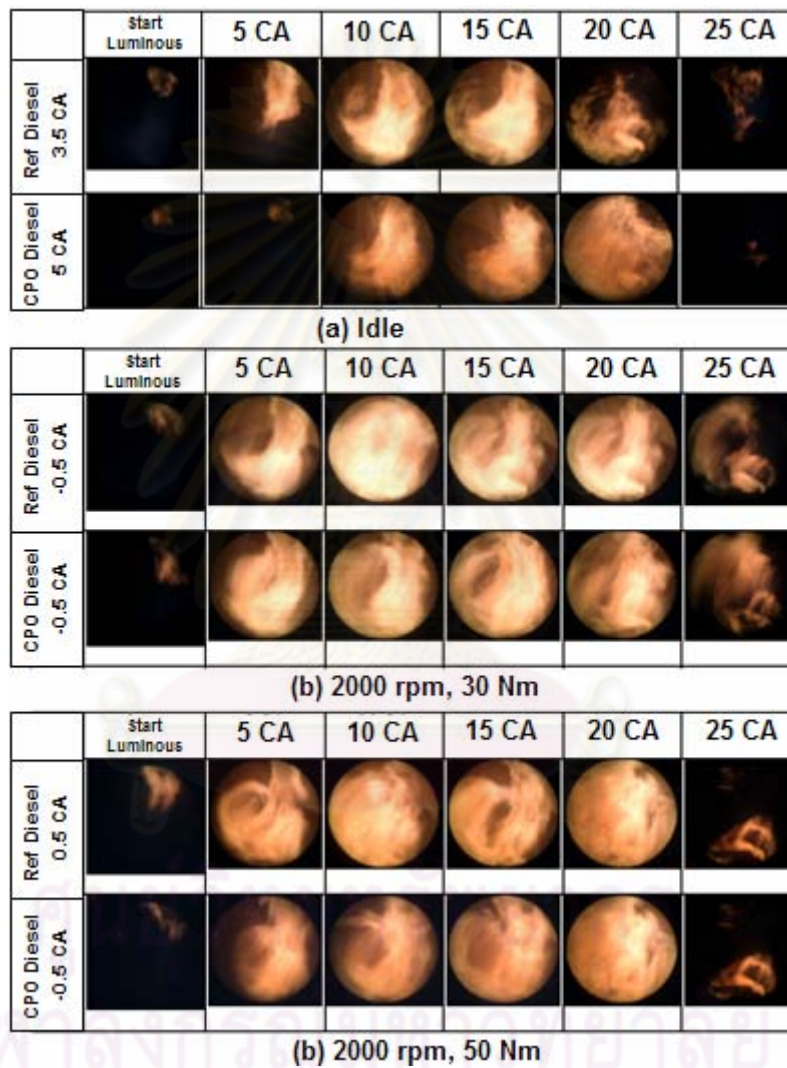 Start Luminous 5 CA 10 CA 15 CA 20 CA 25 CA
Ref Diesel 3.5 CA
CPO Diesel 5 CA
(a) Idle
Start Luminous 5 CA 10 CA 15 CA 20 CA 25 CA
Ref Diesel -0.5 CA
CPO Diesel -0.5 CA
(b) 2000 rpm, 30 Nm
Start Luminous 5 CA 10 CA 15 CA 20 CA 25 CA
Ref Diesel 0.5 CA
CPO Diesel -0.5 CA
(b) 2000 rpm, 50 Nm